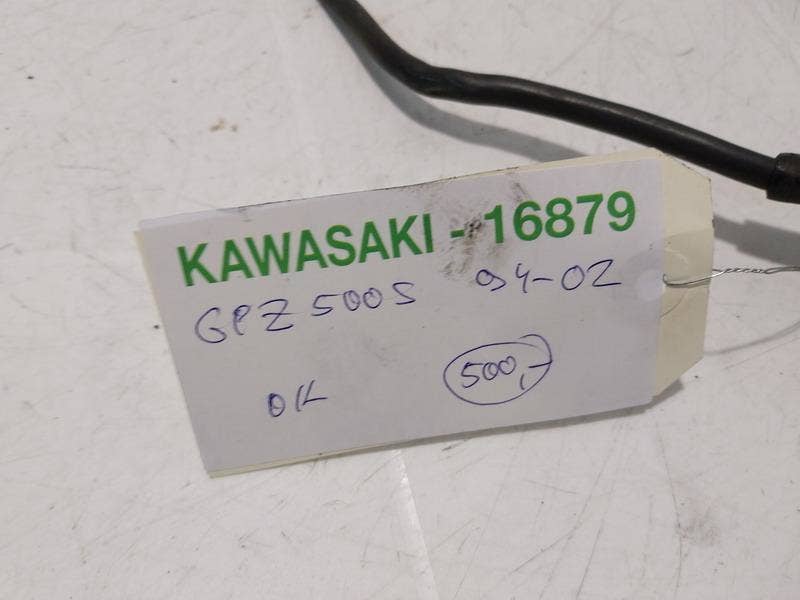 KAWASAKI - 16879
GPZ 500S 94-02
OK
500,-